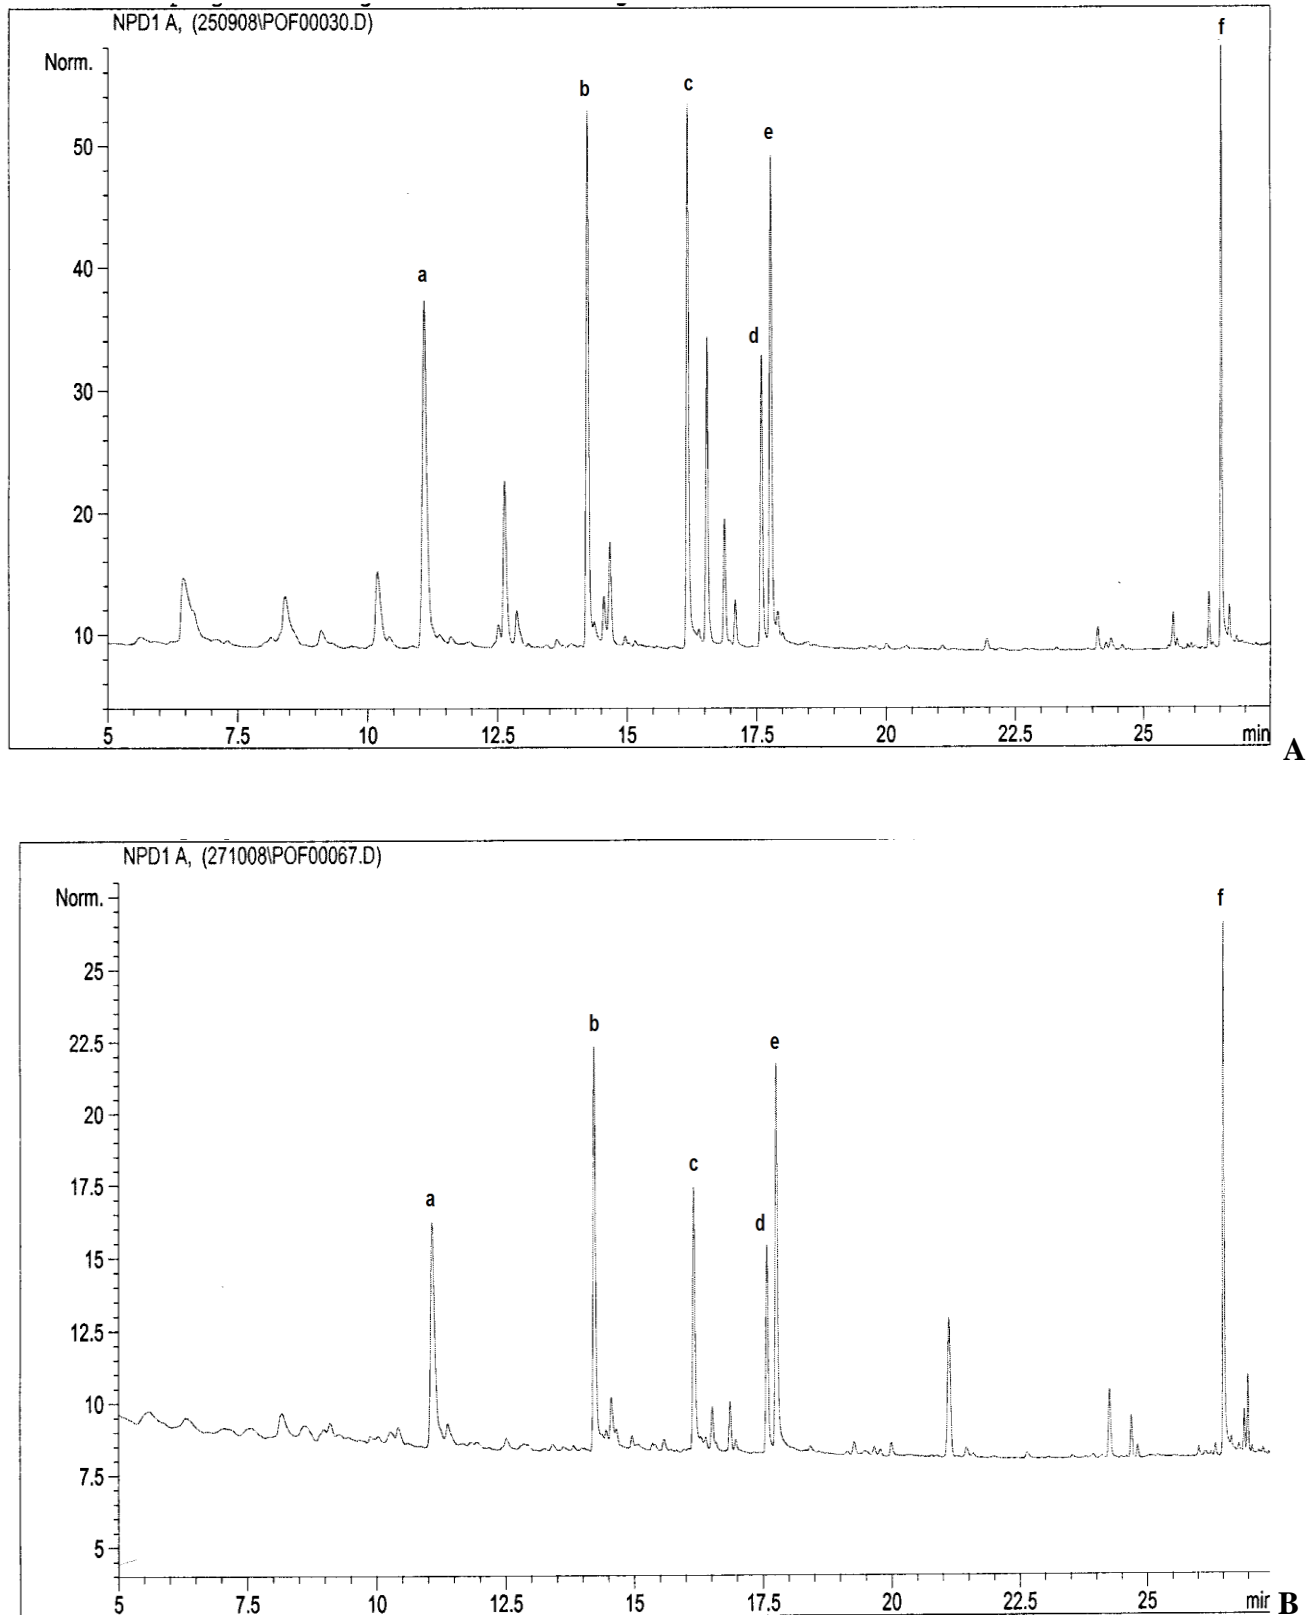 NPD1 A, (250908\POF00030.D)
f
Norm.
b
c
e
50
a
40
d
30
20
10
5 7.5 10 12.5 15 17.5 20 22.5 25 min
A
NPD1 A, (271008\POF00067.D)
Norm.
f
25
b
22.5
e
20
c
17.5
a
d
15
12.5
10
7.5
5
5 7.5 10 12.5 15 17.5 20 22.5 25 mir
B